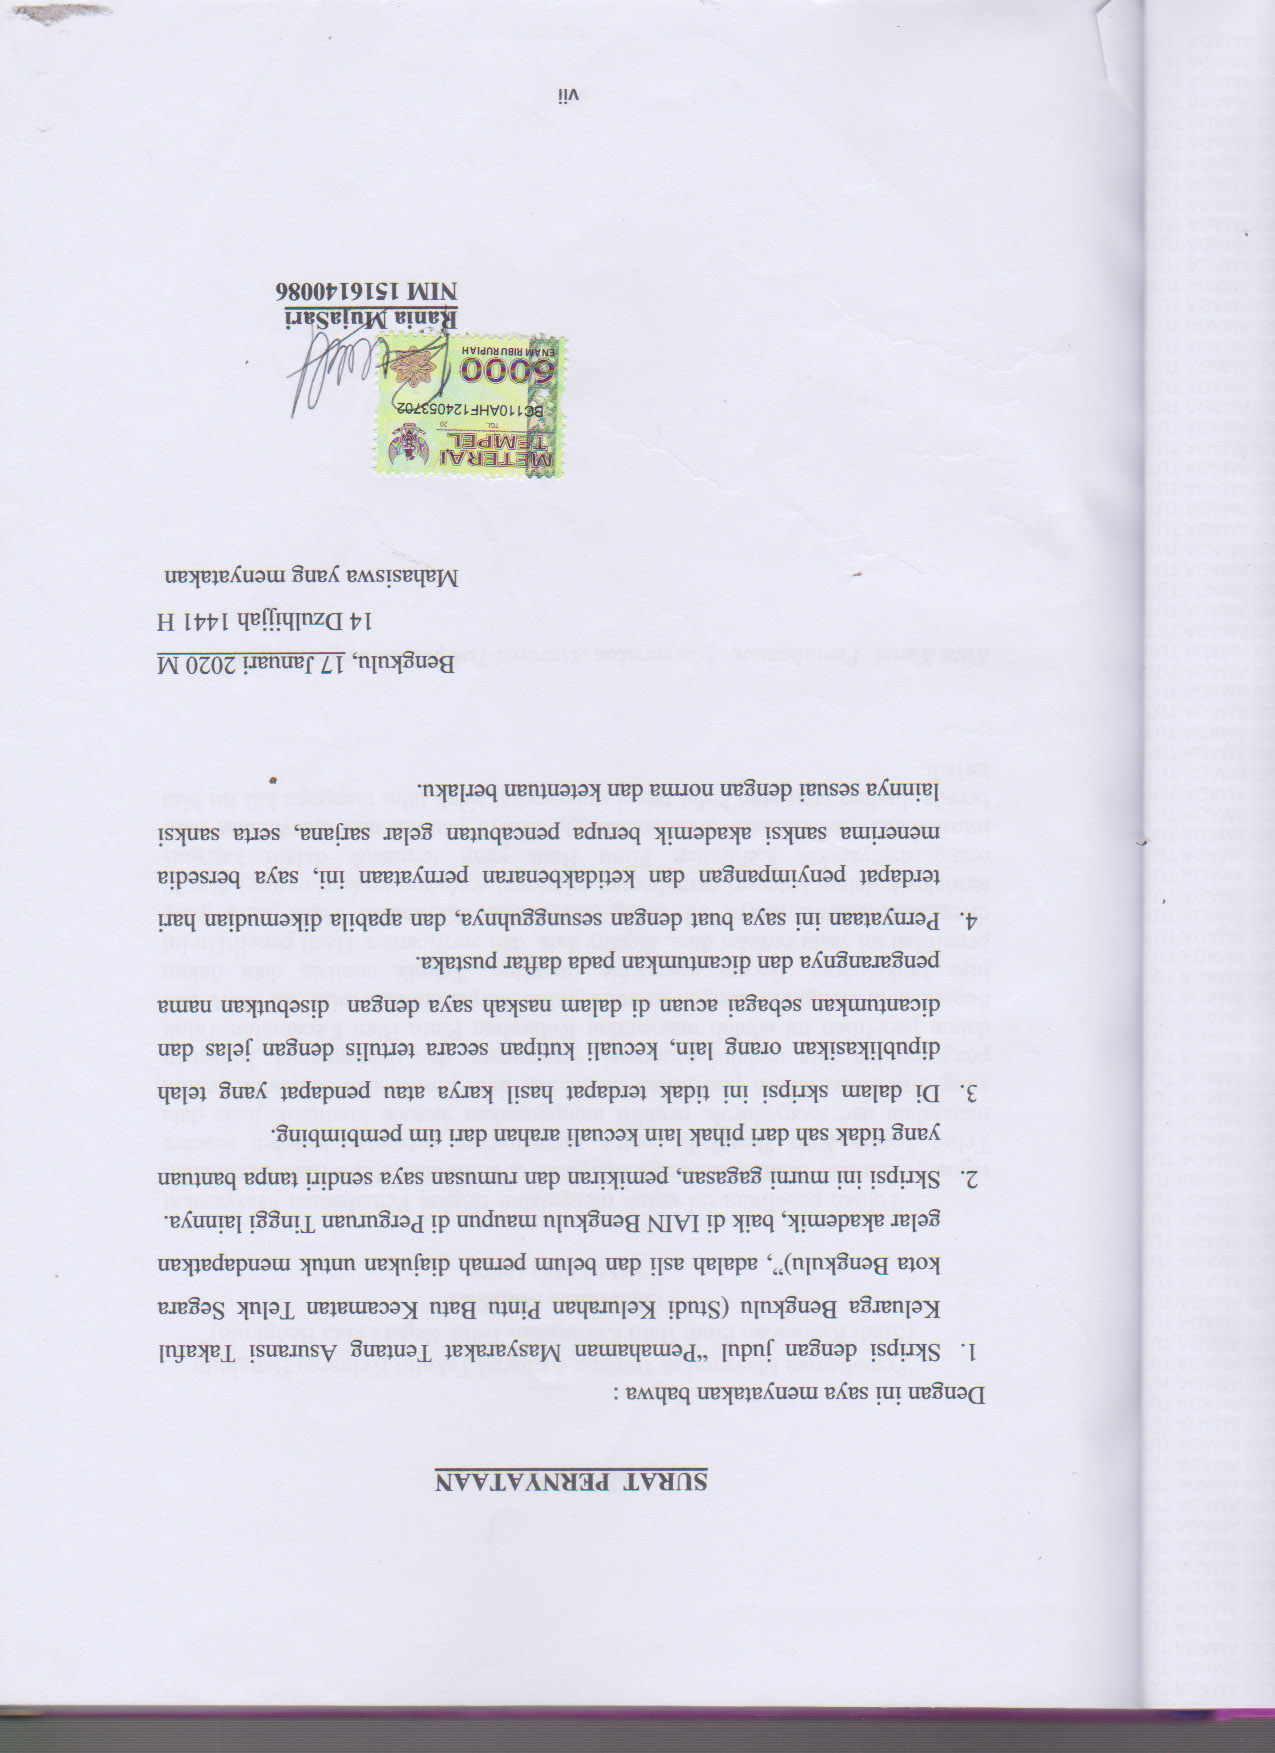 SURAT PERNYATAAN
Dengan ini saya menyatakan bahwa :
1. Skripsi dengan judul “Pemahaman Masyarakat Tentang Asuransi Takaful
Keluarga Bengkulu (Studi Kelurahan Pintu Batu Kecamatan Teluk Segara
kota Bengkulu)”, adalah asli dan belum pernah diajukan untuk mendapatkan
gelar akademik, baik di IAIN Bengkulu maupun di Perguruan Tinggi lainnya.
2. Skripsi ini murni gagasan, pemikiran dan rumusan saya sendiri tanpa bantuan
yang tidak sah dari pihak lain kecuali arahan dari tim pembimbing.
3. Di dalam skripsi ini tidak terdapat hasil karya atau pendapat yang telah
dipublikasikan orang lain, kecuali kutipan secara tertulis dengan jelas dan
dicantumkan sebagai acuan di dalam naskah saya dengan disebutkan nama
pengarangnya dan dicantumkan pada daftar pustaka.
4. Pernyataan ini saya buat dengan sesungguhnya, dan apabila dikemudian hari
terdapat penyimpangan dan ketidakbenaran pernyataan ini, saya bersedia
menerima sanksi akademik berupa pencabutan gelar sarjana, serta sanksi
lainnya sesuai dengan norma dan ketentuan berlaku.
Bengkulu, 17 Januari 2020 M
14 Dzulhijjah 1441 H
Mahasiswa yang menyatakan
METERAI
TEMPEL
TGL. 20
BC110AHF124053702
6000
ENAM RIBU RUPIAH
Rania MujaSari
NIM 1516140086
vii